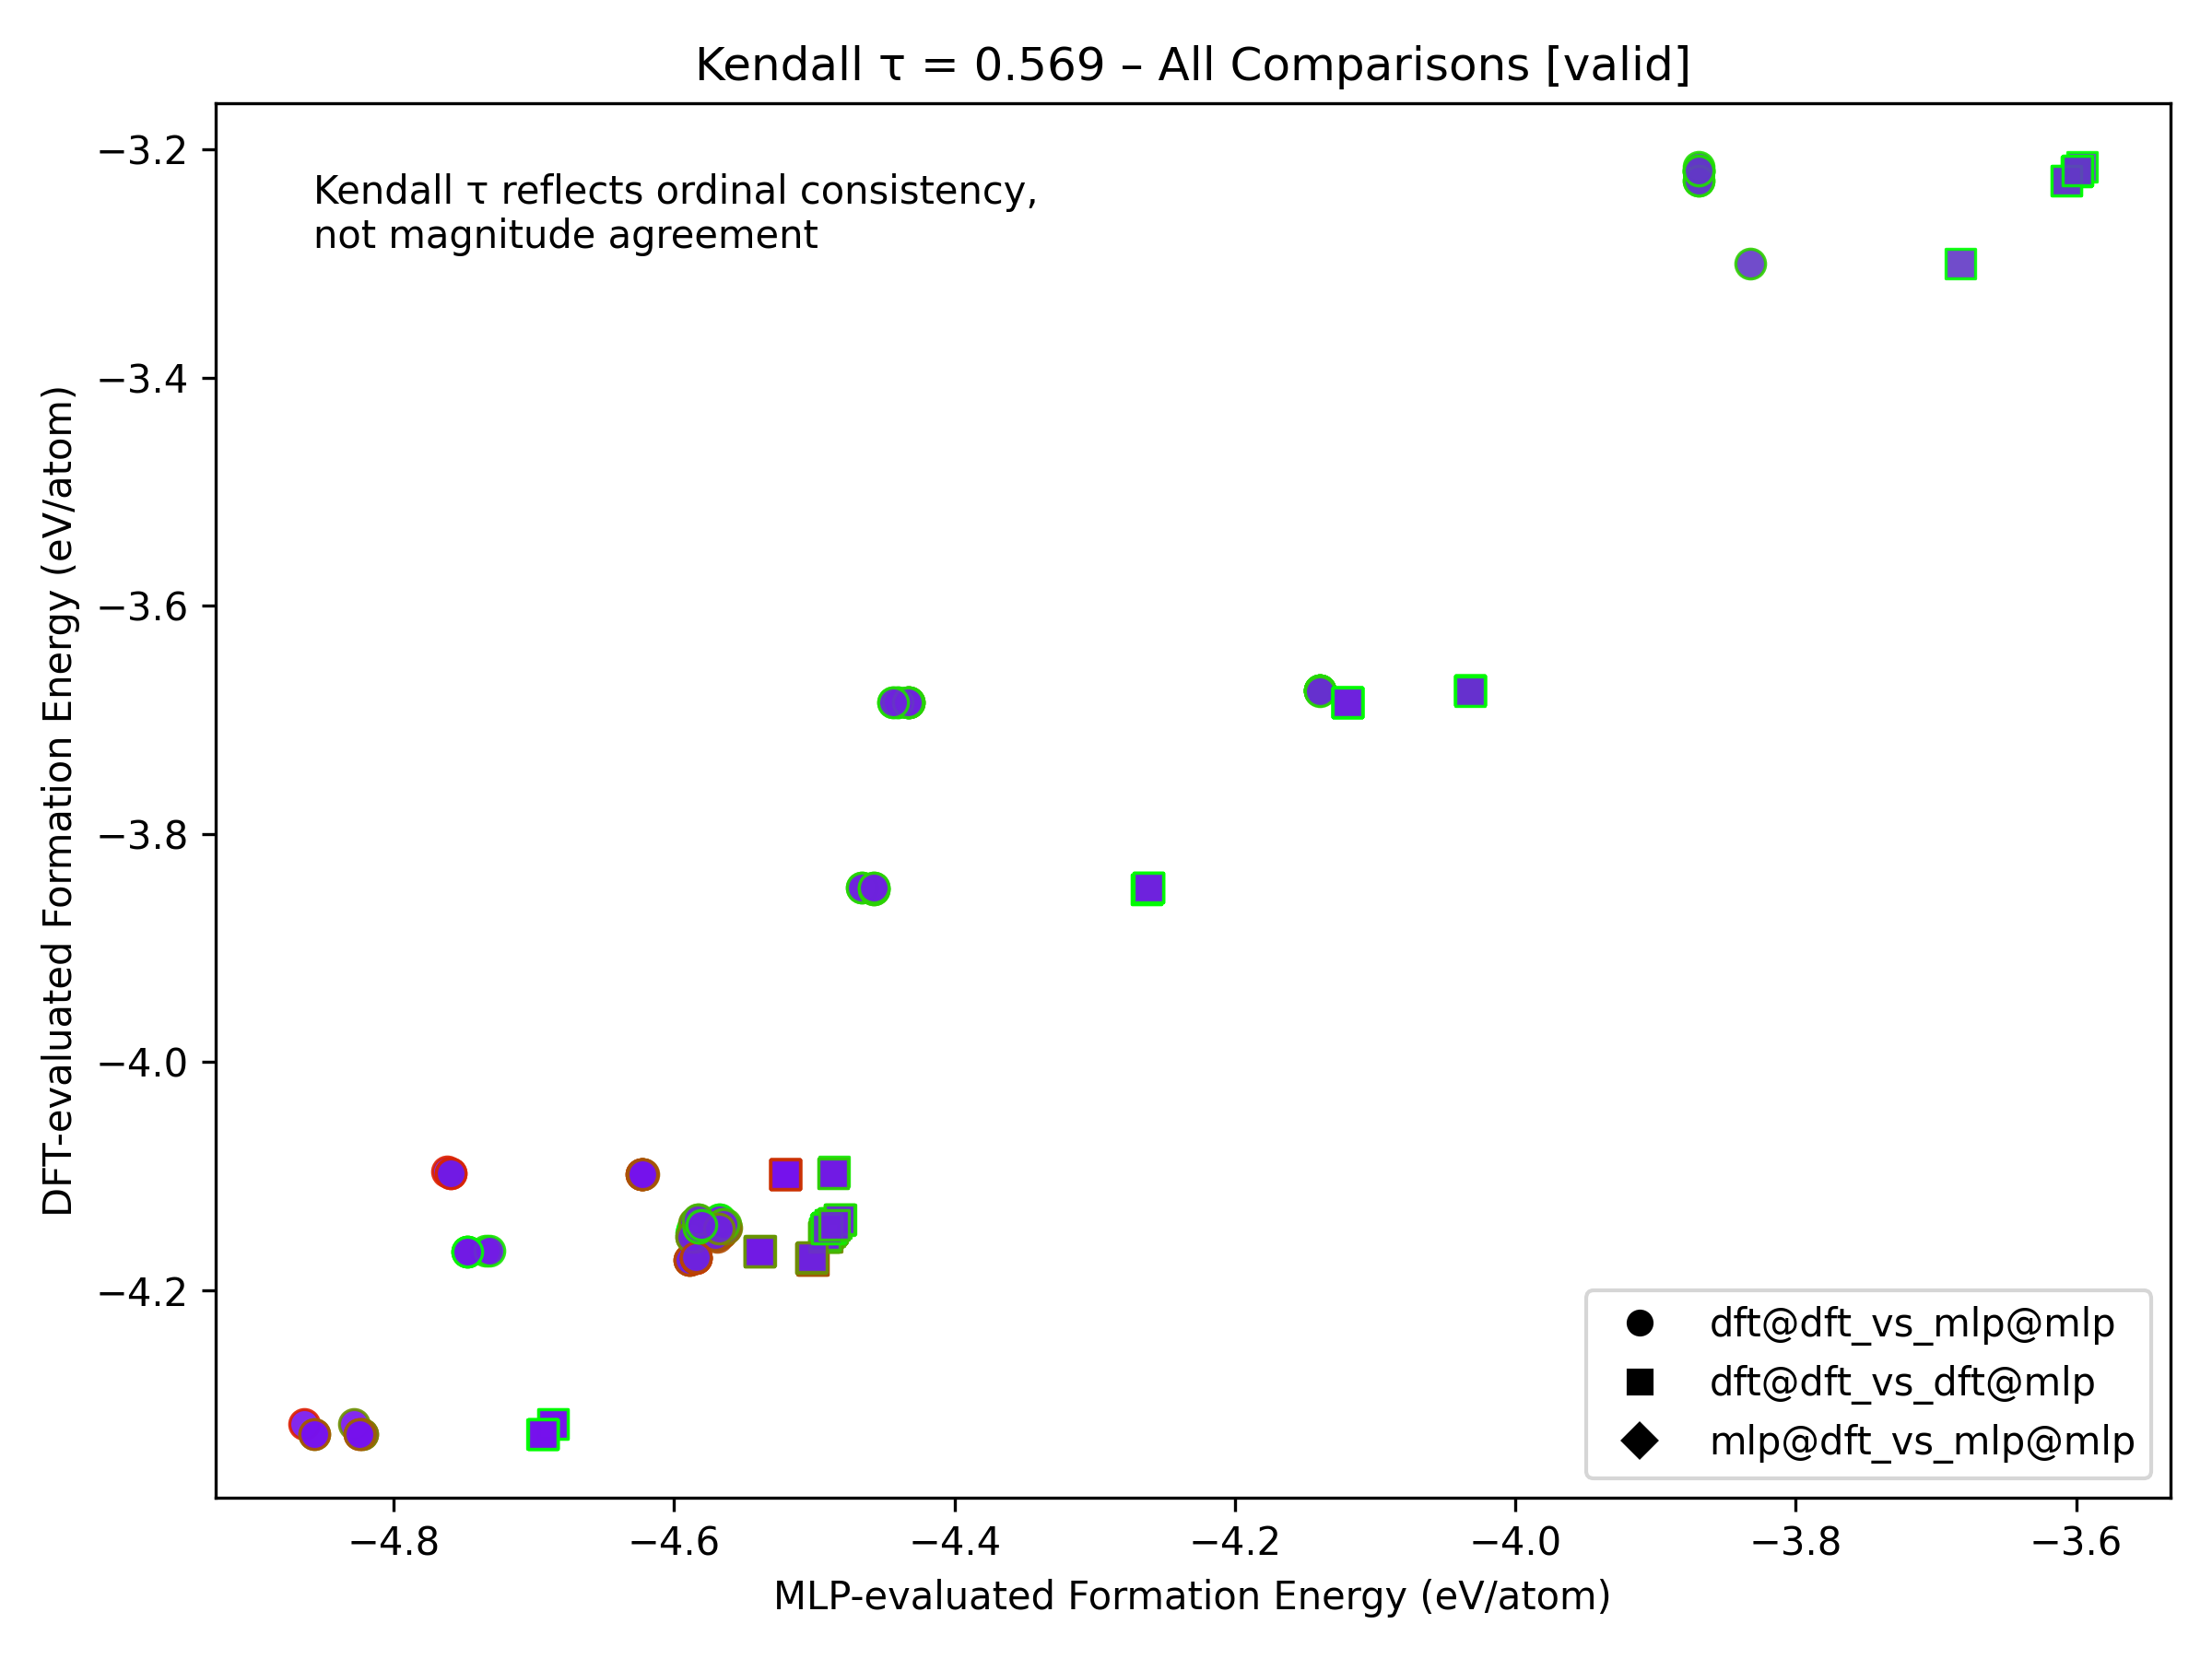 Kendall τ = 0.569 – All Comparisons [valid]
Kendall τ reflects ordinal consistency,
not magnitude agreement
DFT-evaluated Formation Energy (eV/atom)
−3.2
−3.4
−3.6
−3.8
−4.0
−4.2
dft@dft_vs_mlp@mlp
dft@dft_vs_dft@mlp
mlp@dft_vs_mlp@mlp
−4.8 −4.6 −4.4 −4.2 −4.0 −3.8 −3.6
MLP-evaluated Formation Energy (eV/atom)